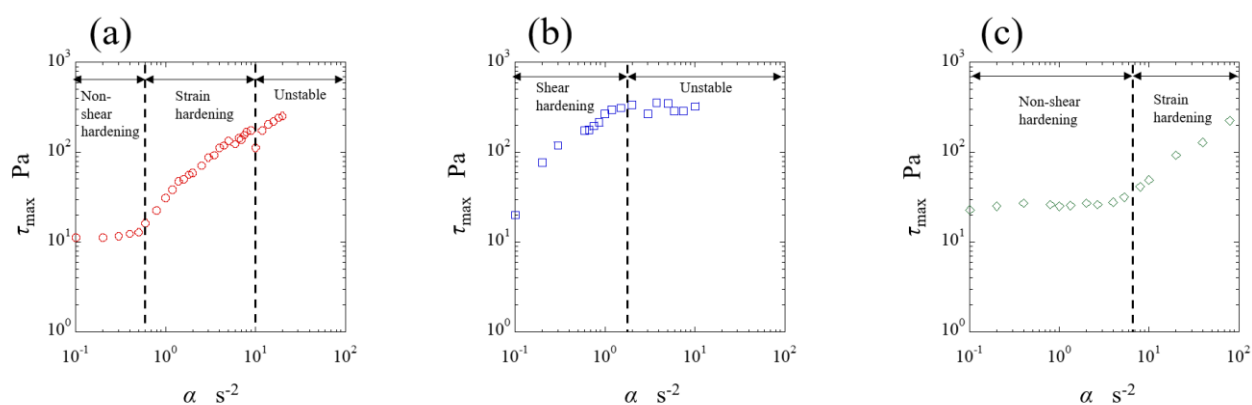 (a)
10³
10²
10¹
10⁰
τmax Pa
Non-
shear
hardening
Strain
hardening
Unstable
10⁻¹ 10⁰ 10¹ 10²
α s⁻²
(b)
10³
10²
10¹
10⁰
τmax Pa
Shear
hardening
Unstable
10⁻¹ 10⁰ 10¹ 10²
α s⁻²
(c)
10³
10²
10¹
10⁰
τmax Pa
Non-shear
hardening
Strain
hardening
10⁻¹ 10⁰ 10¹ 10²
α s⁻²